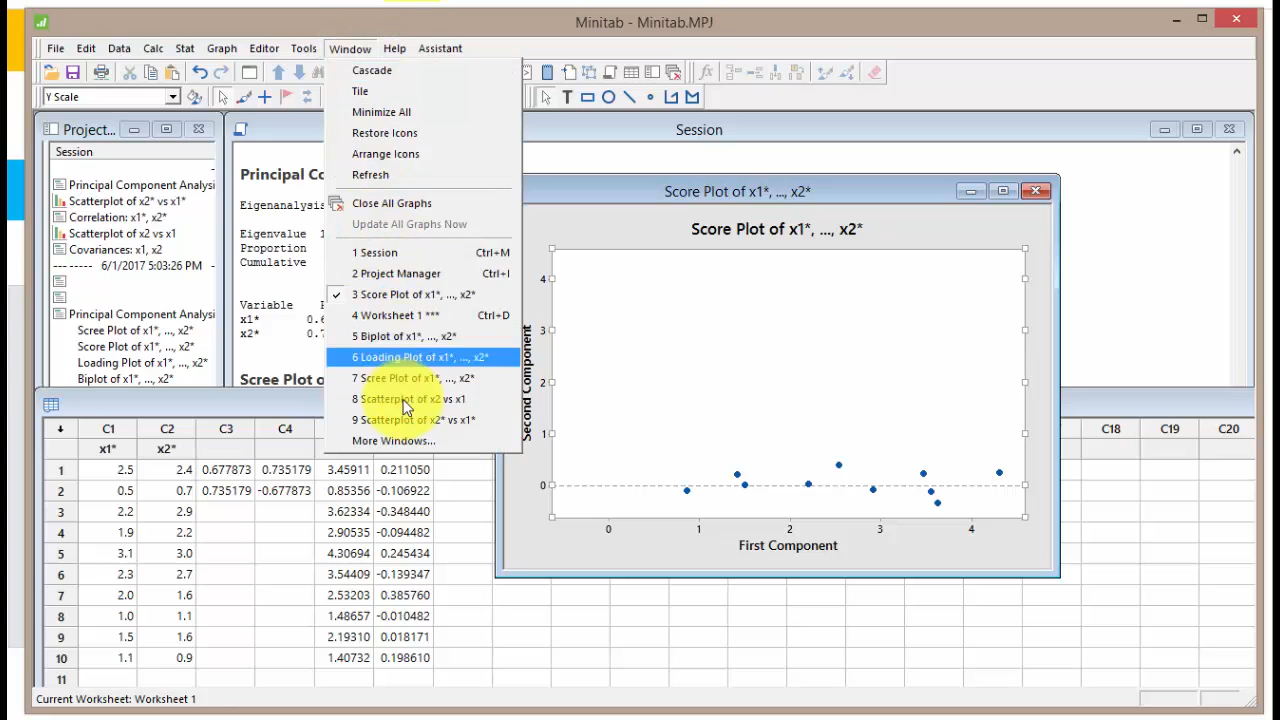 Minitab - Minitab.MPJ
File Edit Data Calc Stat Graph Editor Tools Window Help Assistant
Y Scale
Project...
Session
Principal Component Analysi
Scatterplot of x2* vs x1*
Correlation: x1*, x2*
Scatterplot of x2 vs x1
Covariances: x1, x2
-------- 6/1/2017 5:03:26 PM
Principal Component Analysi
Scree Plot of x1*, ..., x2*
Score Plot of x1*, ..., x2*
Loading Plot of x1*, ..., x2*
Biplot of x1*, ..., x2*
Session
Principal Co
Eigenanalysis
Eigenvalue 1
Proportion
Cumulative
Variable
x1* 0.6
x2* 0.7
Scree Plot o
Cascade
Tile
Minimize All
Restore Icons
Arrange Icons
Refresh
Close All Graphs
Update All Graphs Now
1 Session Ctrl+M
2 Project Manager Ctrl+I
3 Score Plot of x1*, ..., x2*
4 Worksheet 1 *** Ctrl+D
5 Biplot of x1*, ..., x2*
6 Loading Plot of x1*, ..., x2*
7 Scree Plot of x1*, ..., x2*
8 Scatterplot of x2 vs x1
9 Scatterplot of x2* vs x1*
More Windows...
Score Plot of x1*, ..., x2*
Score Plot of x1*, ..., x2*
Second Component
4
3
2
1
0
0 1 2 3 4
First Component
C1 C2 C3 C4 C18 C19 C20
x1* x2*
1 2.5 2.4 0.677873 0.735179 3.45911 0.211050
2 0.5 0.7 0.735179 -0.677873 0.85356 -0.106922
3 2.2 2.9 3.62334 -0.348440
4 1.9 2.2 2.90535 -0.094482
5 3.1 3.0 4.30694 0.245434
6 2.3 2.7 3.54409 -0.139347
7 2.0 1.6 2.53203 0.385760
8 1.0 1.1 1.48657 -0.010482
9 1.5 1.6 2.19310 0.018171
10 1.1 0.9 1.40732 0.198610
11
Current Worksheet: Worksheet 1